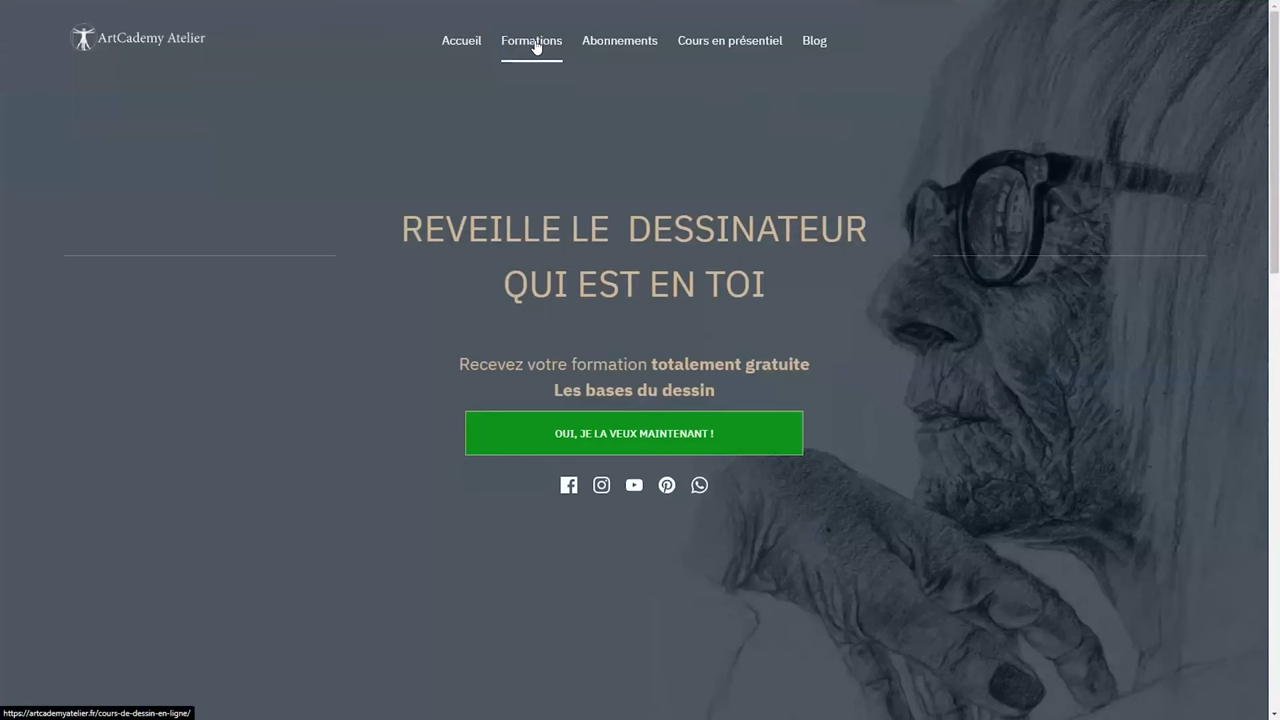 ArtCademy Atelier
Accueil Formations Abonnements Cours en présentiel Blog
REVEILLE LE DESSINATEUR
QUI EST EN TOI
Recevez votre formation totalement gratuite
Les bases du dessin
OUI, JE LA VEUX MAINTENANT !
https://artcademyatelier.fr/cours-de-dessin-en-ligne/